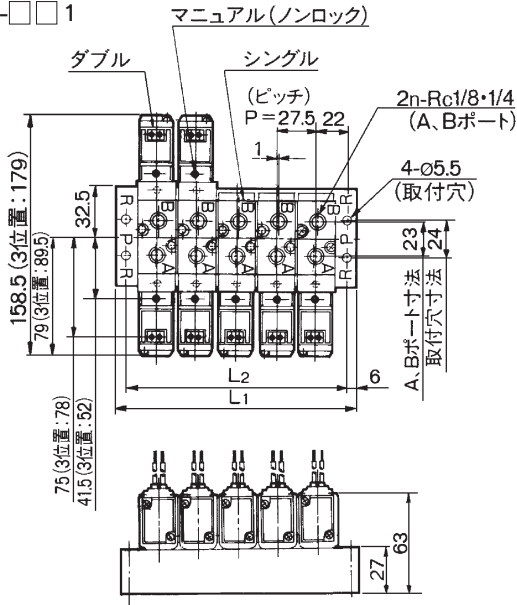 -□□1
マニュアル(ノンロック)
ダブル
シングル
(ピッチ)
P=27.5
22
2n-Rc1/8・1/4
(A、Bポート)
1
4-ø5.5
(取付穴)
R
P
R
B
B
B
B
B
A
A
A
A
A
R
P
R
32.5
158.5(3位置:179)
79(3位置:89.5)
23
24
A、Bポート寸法
取付穴寸法
L2
6
L1
75(3位置:78)
41.5(3位置:52)
63
27